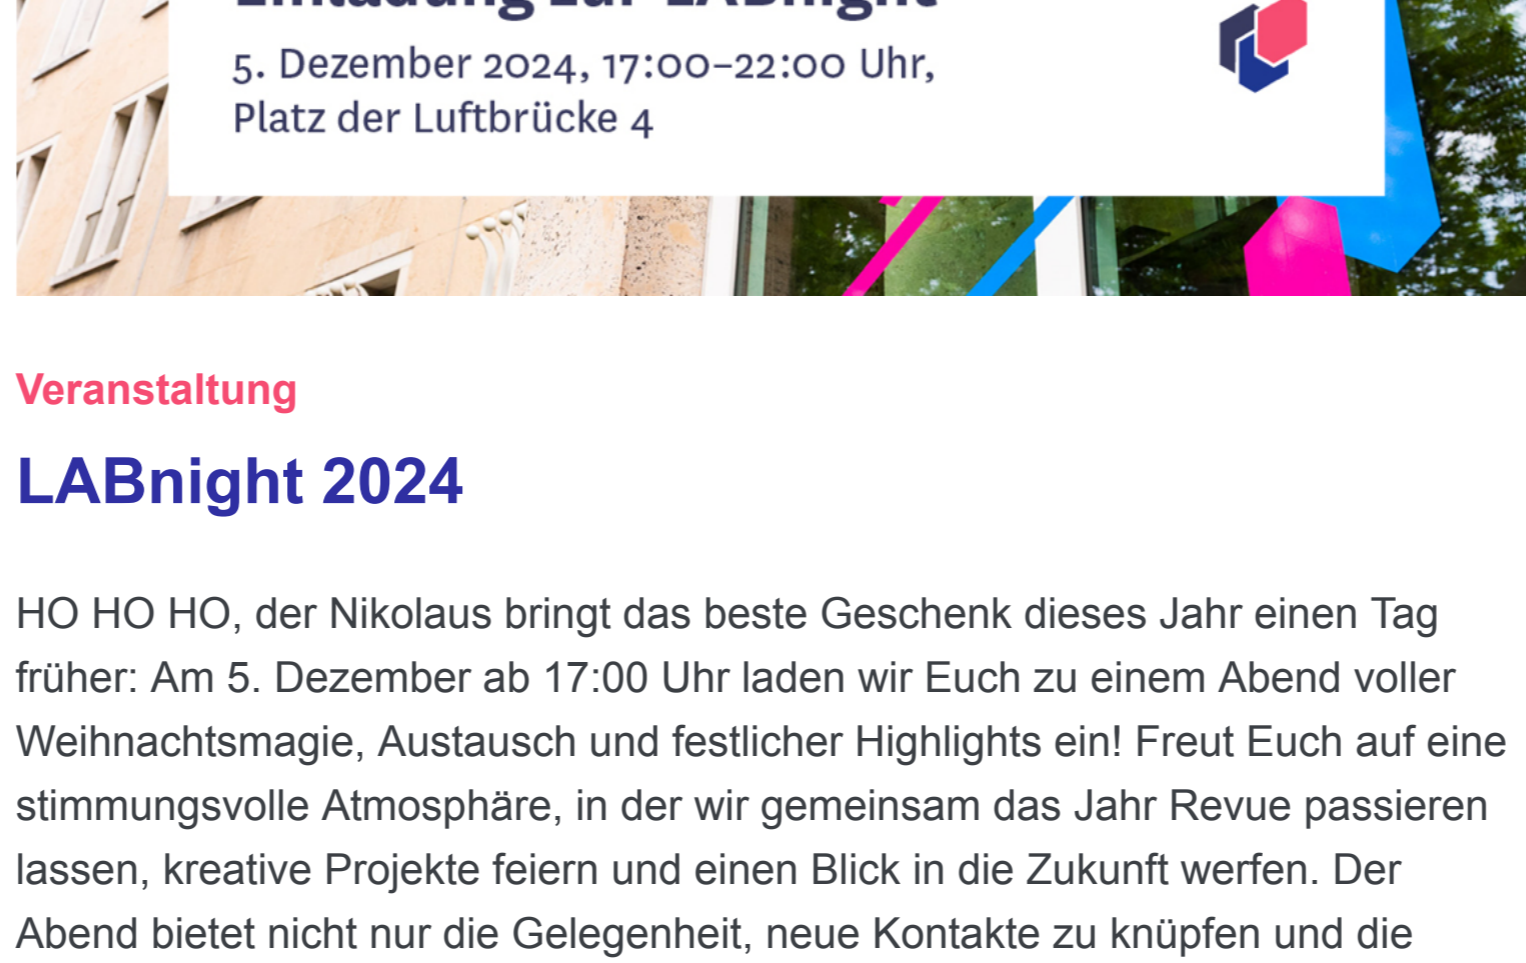 Einladung zur LABnight
5. Dezember 2024, 17:00–22:00 Uhr,
Platz der Luftbrücke 4
Veranstaltung
LABnight 2024
HO HO HO, der Nikolaus bringt das beste Geschenk dieses Jahr einen Tag
früher: Am 5. Dezember ab 17:00 Uhr laden wir Euch zu einem Abend voller
Weihnachtsmagie, Austausch und festlicher Highlights ein! Freut Euch auf eine
stimmungsvolle Atmosphäre, in der wir gemeinsam das Jahr Revue passieren
lassen, kreative Projekte feiern und einen Blick in die Zukunft werfen. Der
Abend bietet nicht nur die Gelegenheit, neue Kontakte zu knüpfen und die